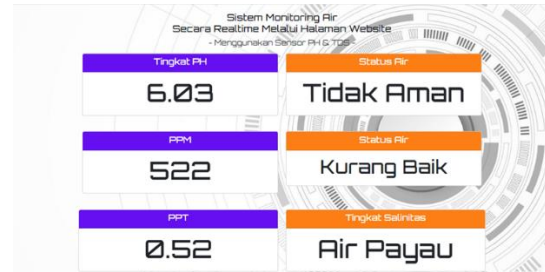 Sistem Monitoring Air
Secara Realtime Melalui Halaman Website
- Menggunakan Sensor PH & TDS -
Tingkat PH
Status Air
6.03
Tidak Aman
PPM
Status Air
522
Kurang Baik
PPT
Tingkat Salinitas
0.52
Air Payau